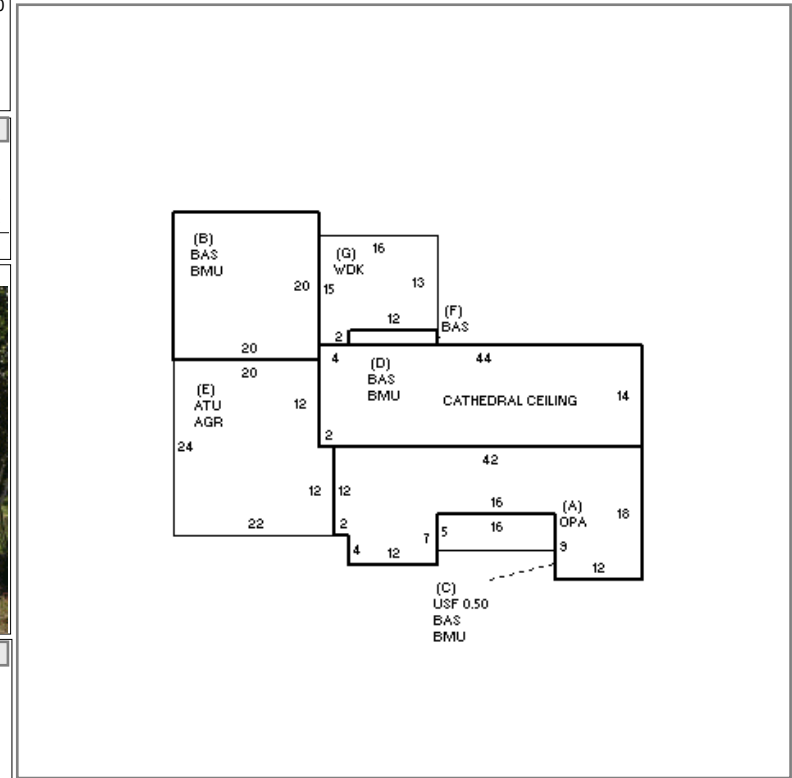 (B)
BAS
BMU
20
20
(G)
WDK
16
15
13
12
2
(F)
BAS
4
(D)
BAS
BMU
44
CATHEDRAL CEILING
14
2
20
(E)
ATU
AGR
12
24
12
22
42
12
2
4
12
7
16
5
16
(A)
OPA
18
9
12
(C)
USF 0.50
BAS
BMU